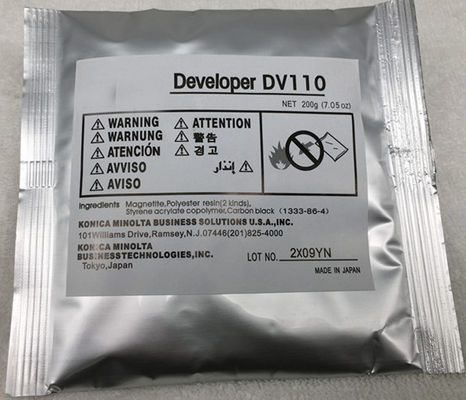 Developer DV110
NET 200g (7.05 oz)
WARNING
WARNUNG
ATENCIÓN
AVVISO
AVISO
ATTENTION
警告
경고
إنذار
Ingredients Magnetite,Polyester resin(2 kinds),
Styrene acrylate copolymer,Carbon black (1333-86-4)
KONICA MINOLTA BUSINESS SOLUTIONS U.S.A.,INC.
101Williams Drive,Ramsey,N.J.07446(201)825-4000
KONICA MINOLTA
BUSINESSTECHNOLOGIES,INC.
Tokyo,Japan
LOT NO. 2X09YN
MADE IN JAPAN